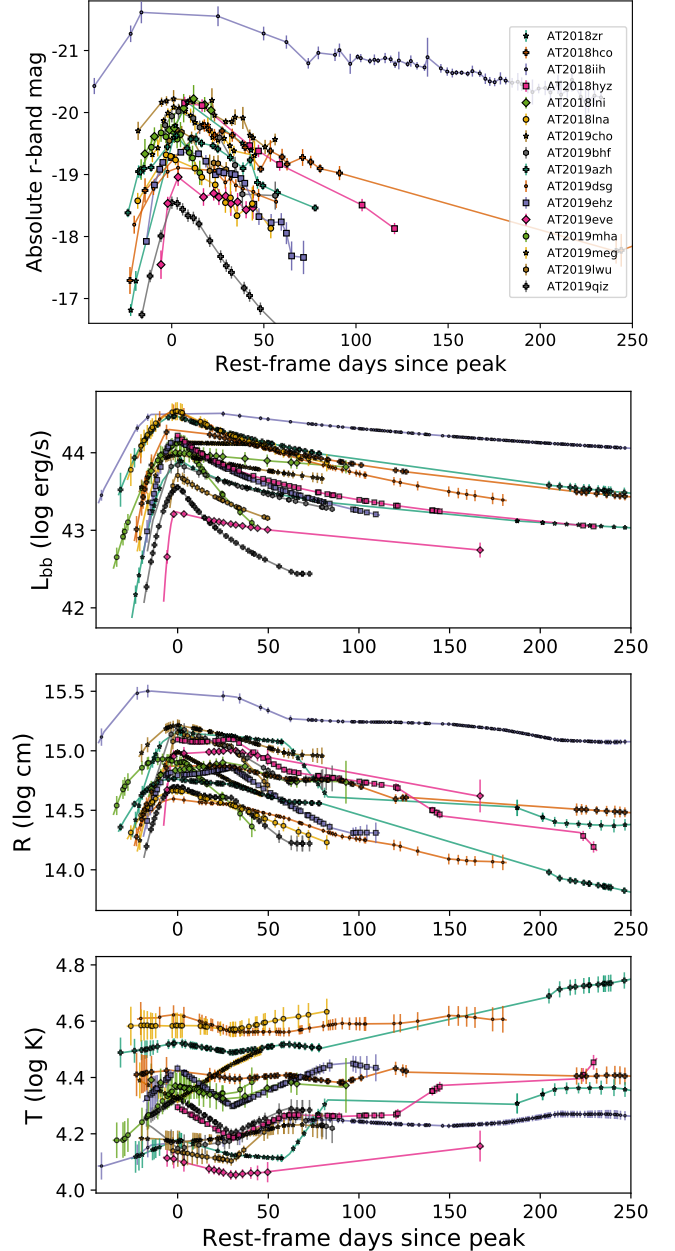 Absolute r-band mag
-21
-20
-19
-18
-17
AT2018zr
AT2018hco
AT2018iih
AT2018hyz
AT2018lni
AT2018lna
AT2019cho
AT2019bhf
AT2019azh
AT2019dsg
AT2019ehz
AT2019eve
AT2019mha
AT2019meg
AT2019lwu
AT2019qiz
0 50 100 150 200 250
Rest-frame days since peak
L_bb (log erg/s)
44
43
42
0 50 100 150 200 250
R (log cm)
15.5
15.0
14.5
14.0
0 50 100 150 200 250
T (log K)
4.8
4.6
4.4
4.2
4.0
0 50 100 150 200 250
Rest-frame days since peak